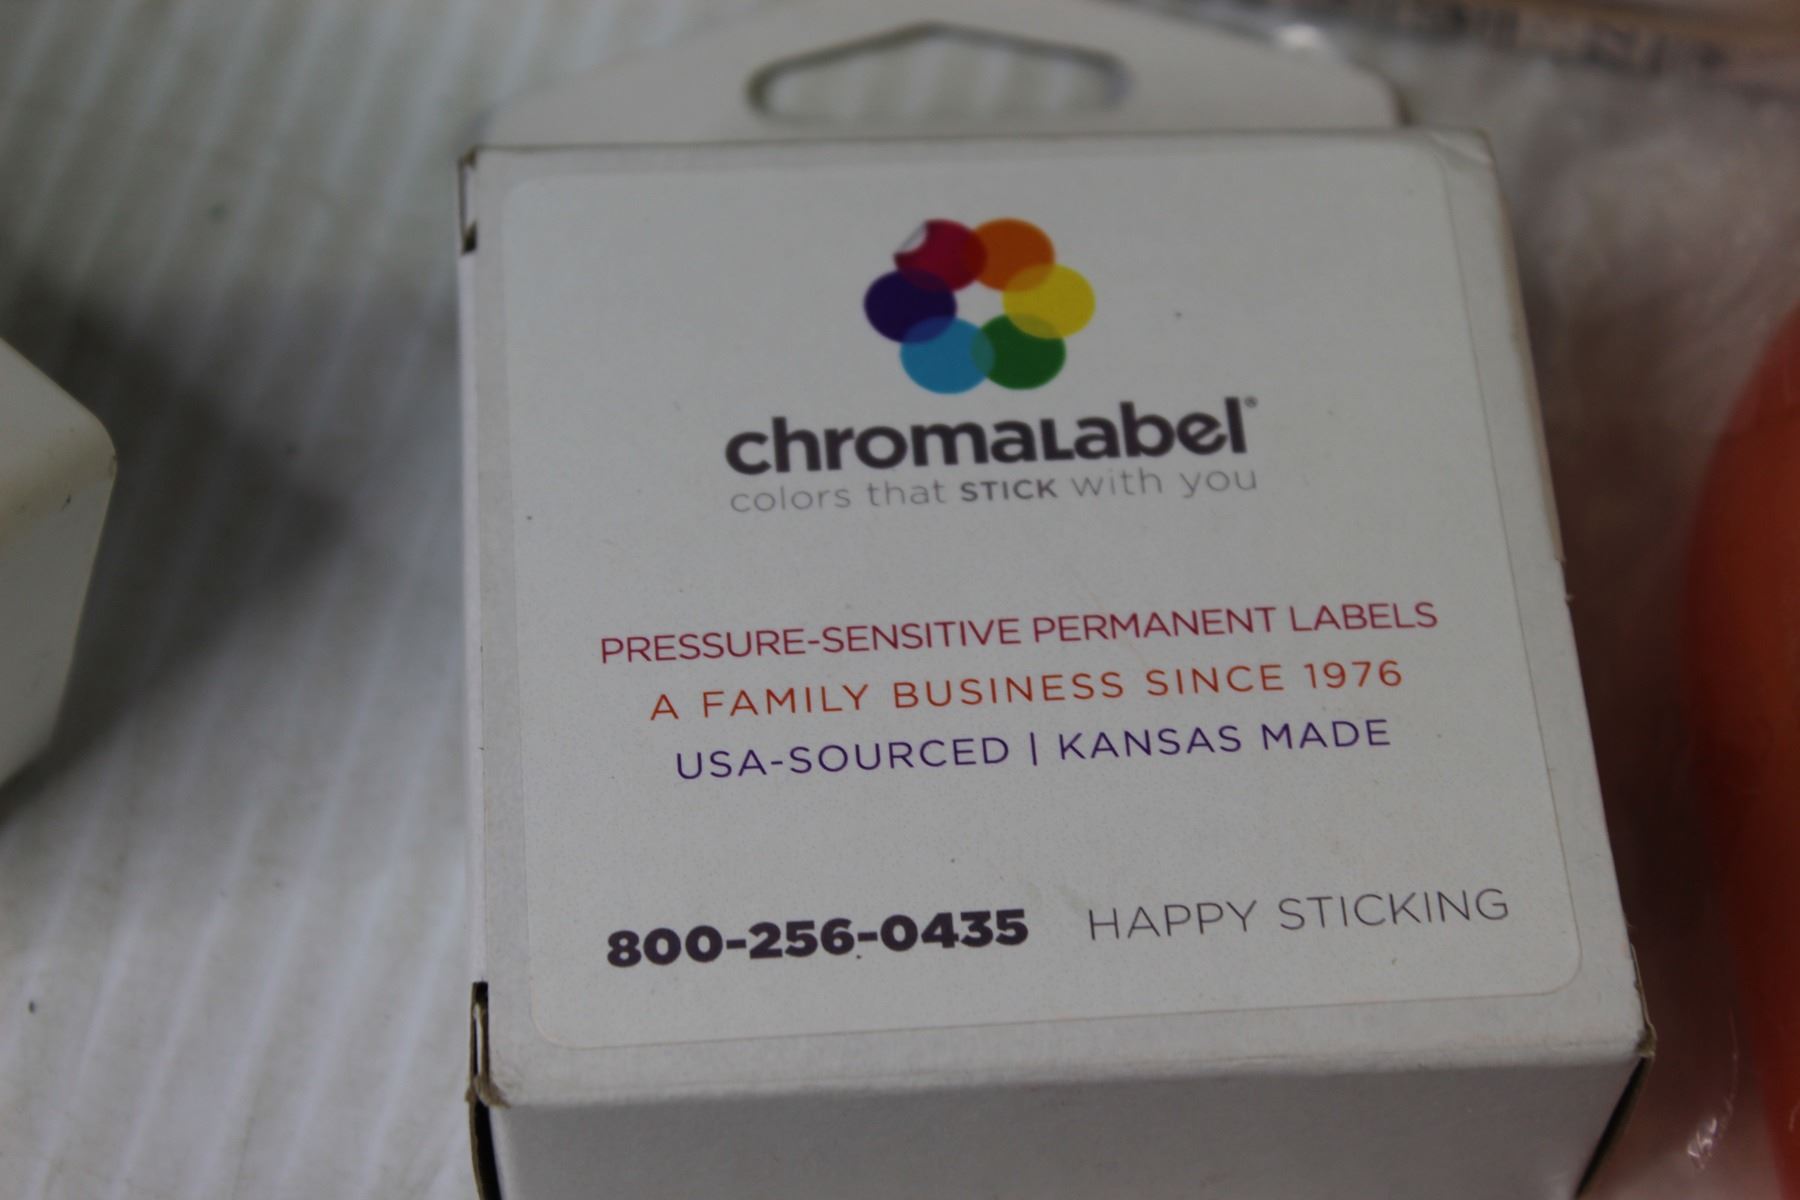 chromaLabel®
colors that STICK with you
PRESSURE-SENSITIVE PERMANENT LABELS
A FAMILY BUSINESS SINCE 1976
USA-SOURCED | KANSAS MADE
800-256-0435 HAPPY STICKING